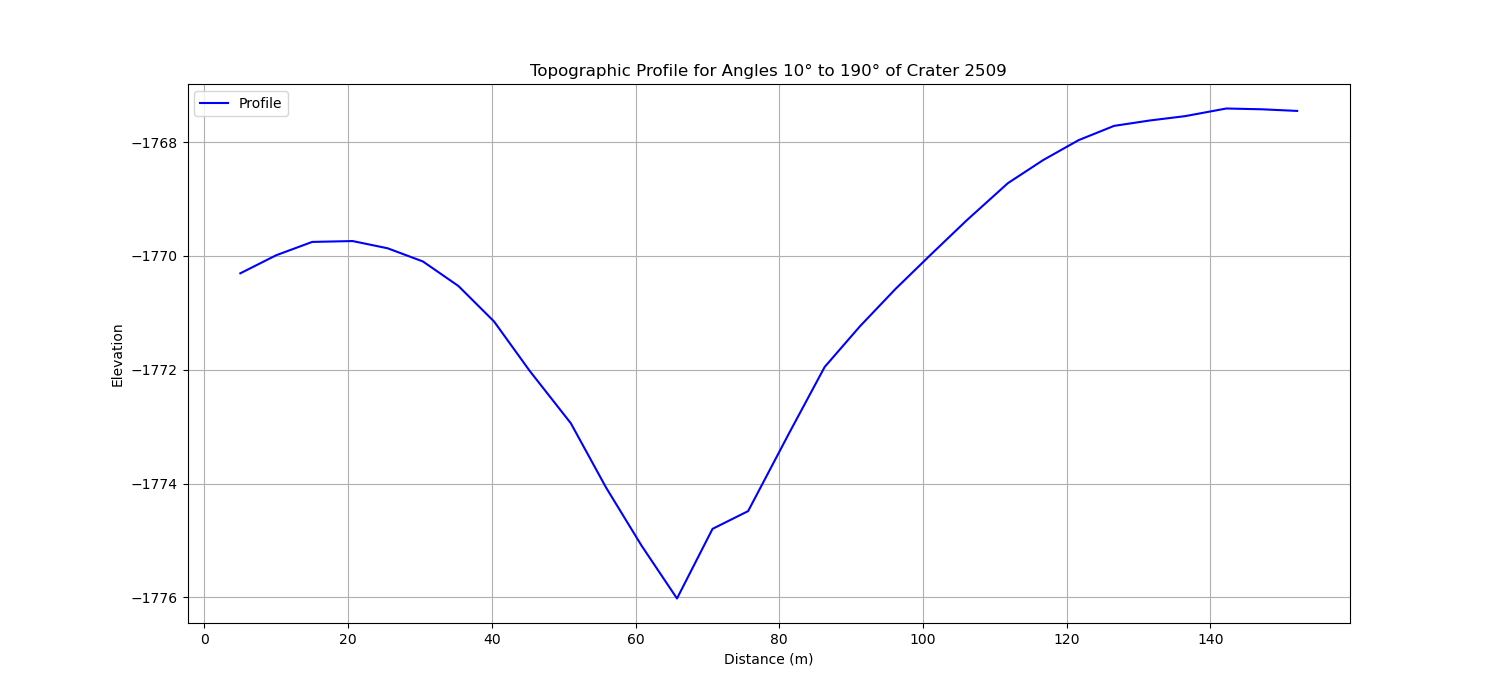 Topographic Profile for Angles 10° to 190° of Crater 2509
Profile
−1768
−1770
−1772
−1774
−1776
Elevation
0 20 40 60 80 100 120 140
Distance (m)